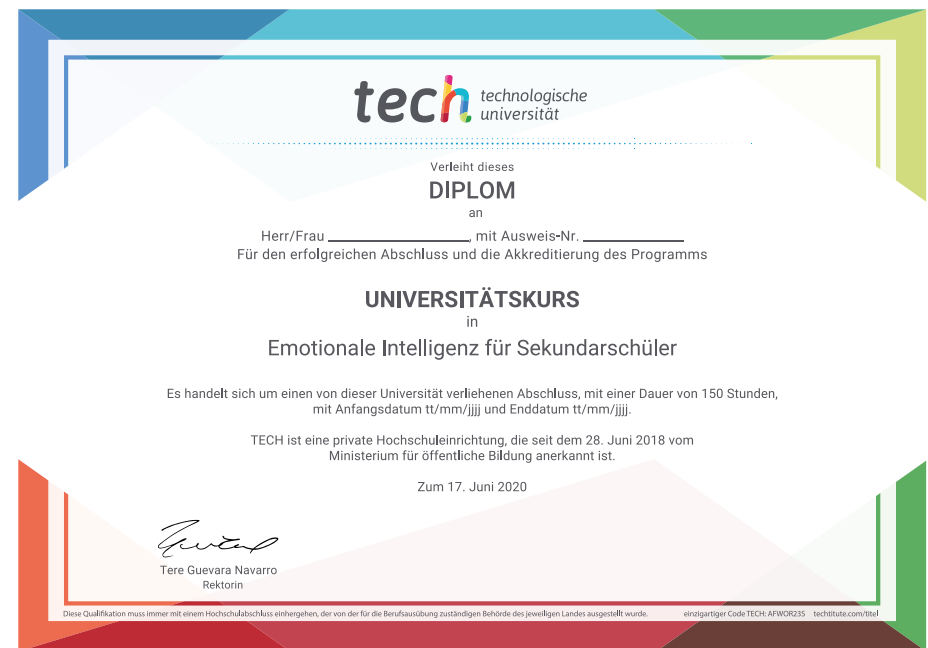 tech technologische
universität
Verleiht dieses
DIPLOM
an
Herr/Frau ____________________, mit Ausweis-Nr. ______________
Für den erfolgreichen Abschluss und die Akkreditierung des Programms
UNIVERSITÄTSKURS
in
Emotionale Intelligenz für Sekundarschüler
Es handelt sich um einen von dieser Universität verliehenen Abschluss, mit einer Dauer von 150 Stunden,
mit Anfangsdatum tt/mm/jjjj und Enddatum tt/mm/jjjj.
TECH ist eine private Hochschuleinrichtung, die seit dem 28. Juni 2018 vom
Ministerium für öffentliche Bildung anerkannt ist.
Zum 17. Juni 2020
Tere Guevara Navarro
Rektorin
Diese Qualifikation muss immer mit einem Hochschulabschluss einhergehen, der von der für die Berufsausübung zuständigen Behörde des jeweiligen Landes ausgestellt wurde. einzigartiger Code TECH: AFWOR23S techtitute.com/titel